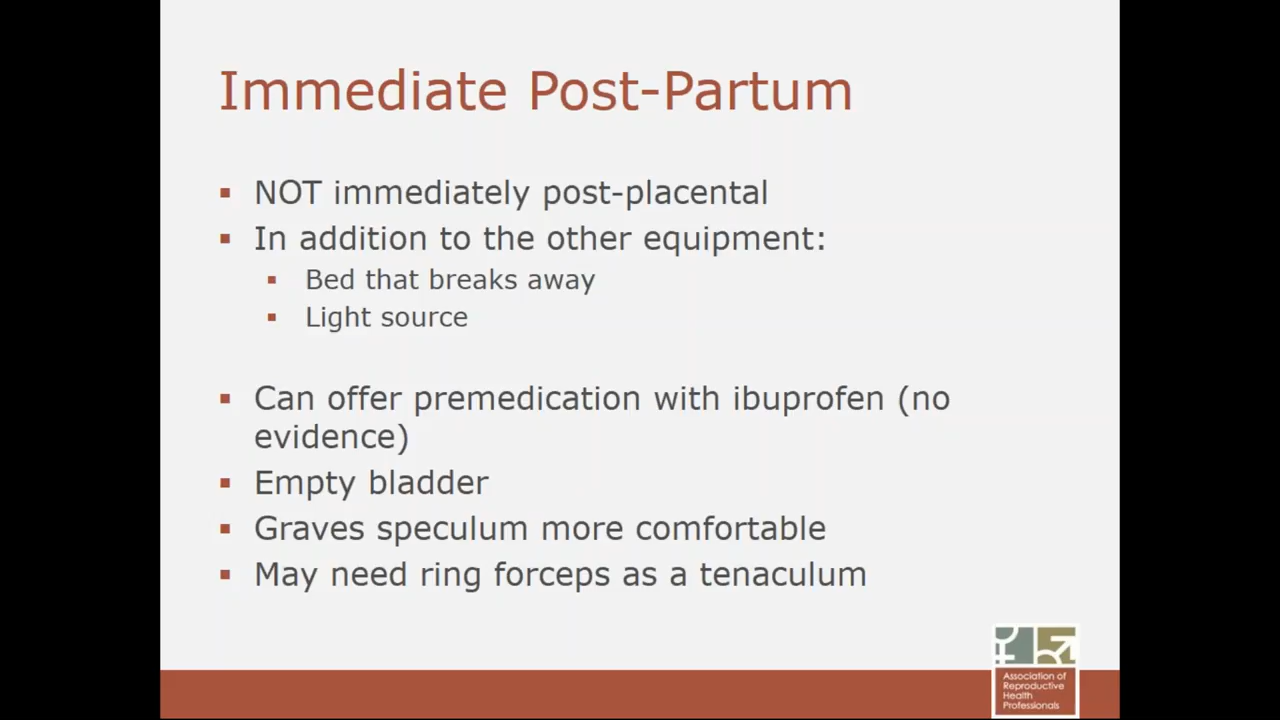 Immediate Post-Partum
▪ NOT immediately post-placental
▪ In addition to the other equipment:
▪ Bed that breaks away
▪ Light source
▪ Can offer premedication with ibuprofen (no
evidence)
▪ Empty bladder
▪ Graves speculum more comfortable
▪ May need ring forceps as a tenaculum
Association of
Reproductive
Health
Professionals